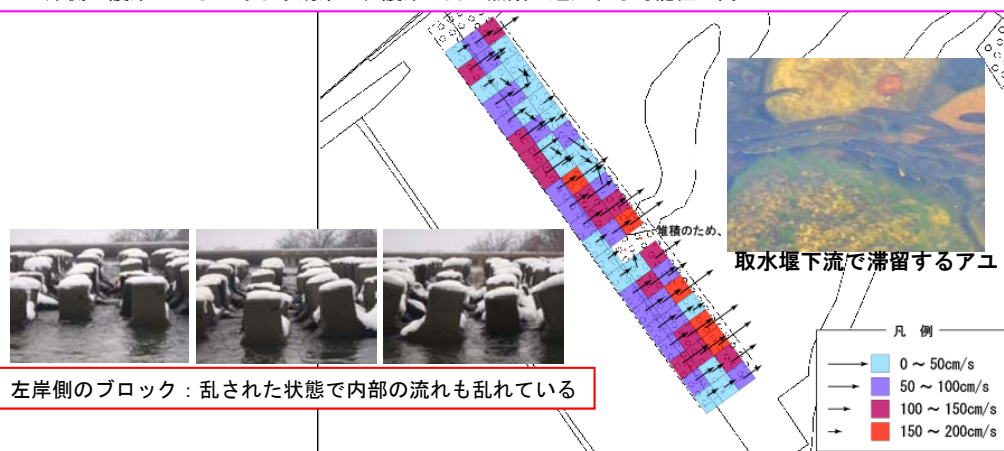 堆積のため、
取水堰下流で滞留するアユ
左岸側のブロック：乱された状態で内部の流れも乱れている
凡 例
0 ～ 50cm/s
50 ～ 100cm/s
100 ～ 150cm/s
150 ～ 200cm/s